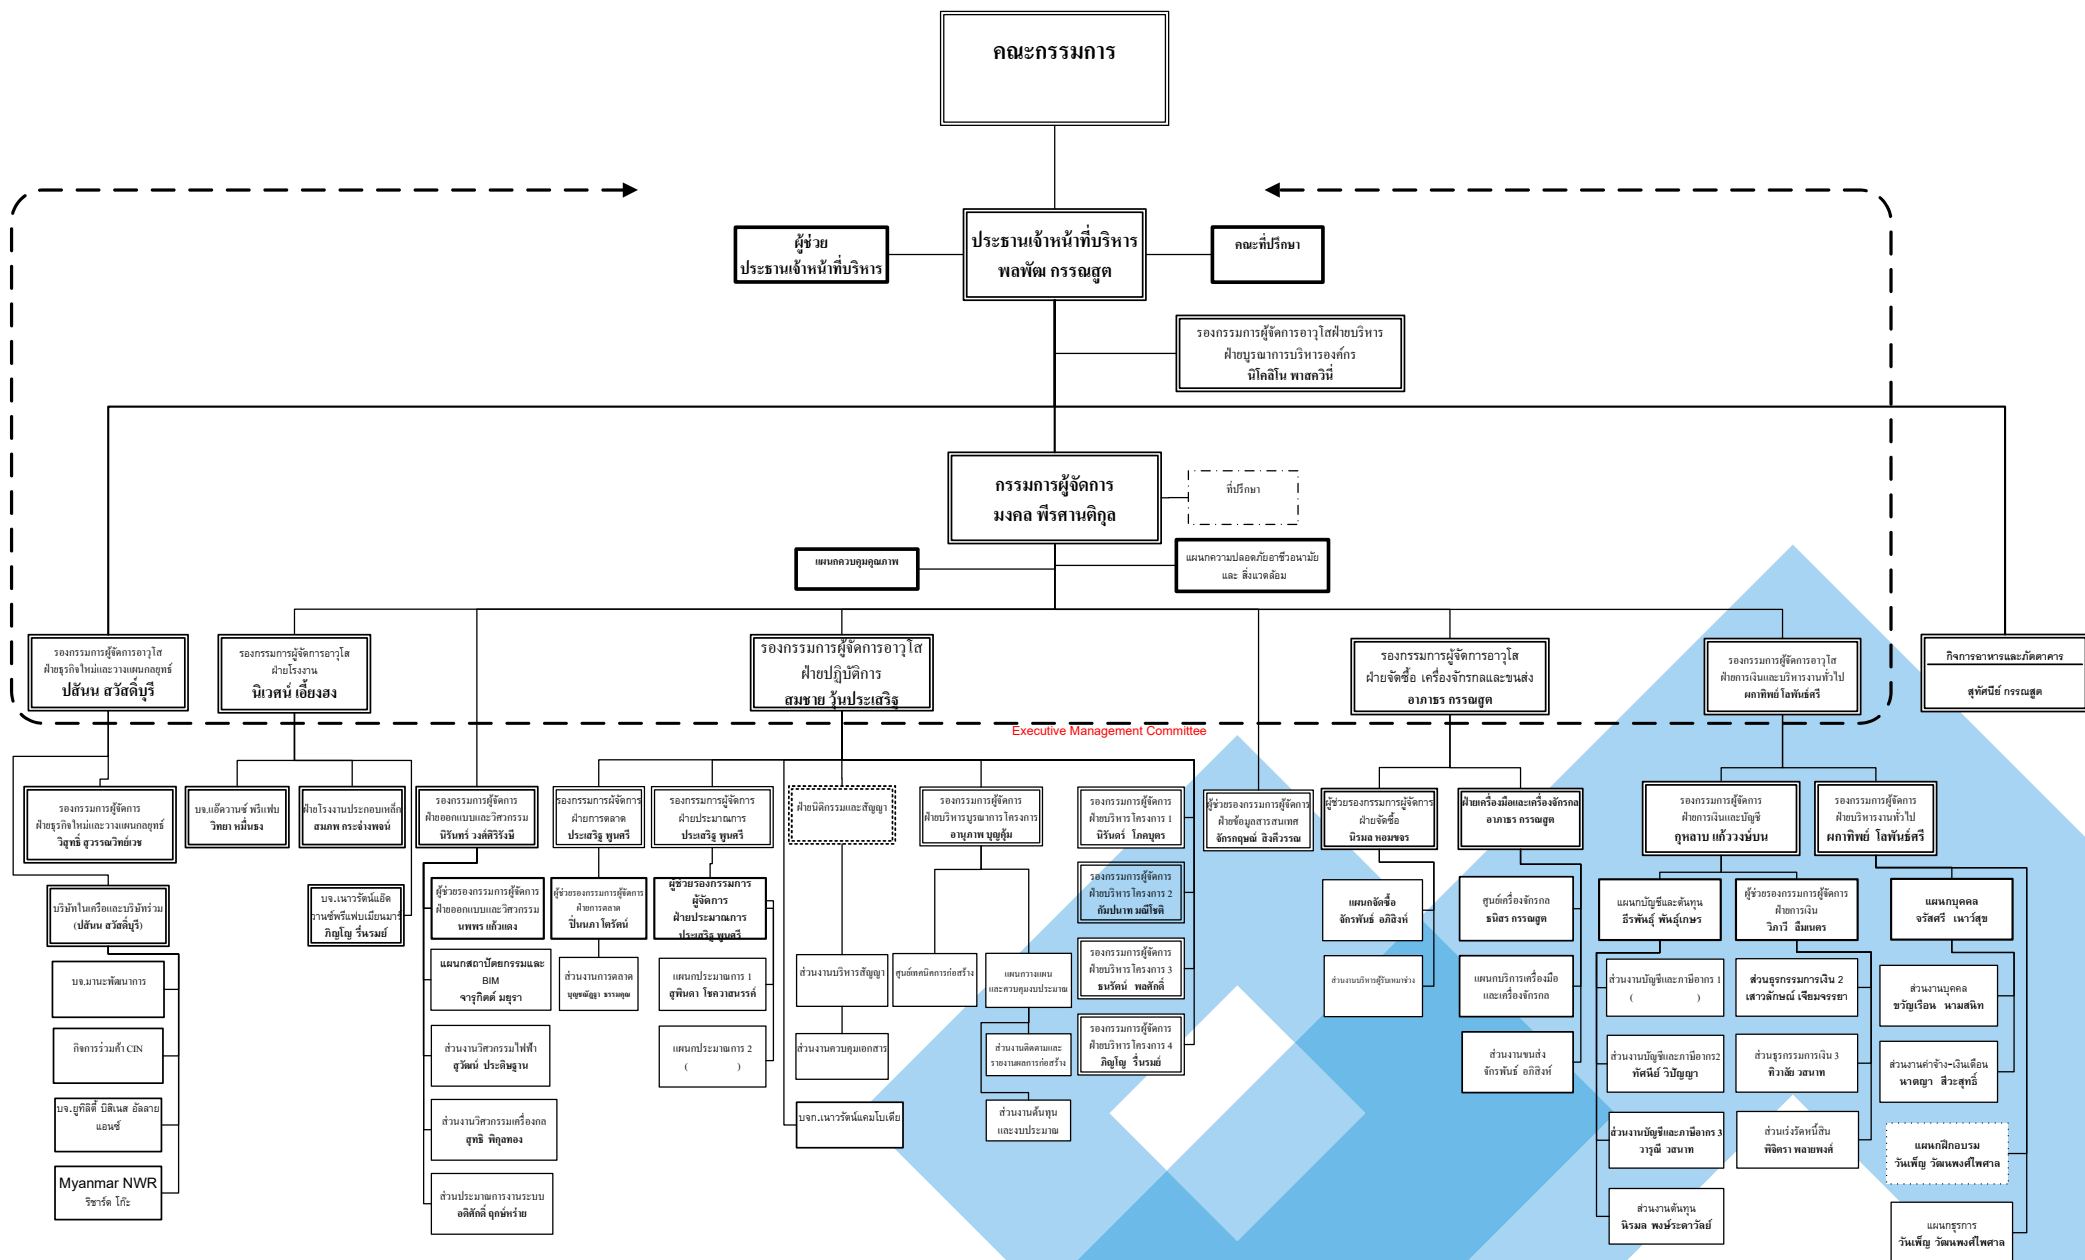 คณะกรรมการ
ผู้ช่วย
ประธานเจ้าหน้าที่บริหาร
ประธานเจ้าหน้าที่บริหาร
พลพัฒ กรรณสูต
คณะที่ปรึกษา
รองกรรมการผู้จัดการอาวุโสฝ่ายบริหาร
ฝ่ายบูรณาการบริหารองค์กร
นิโคลิโน พาสควินี่
กรรมการผู้จัดการ
มงคล พีรศานติกุล
ที่ปรึกษา
แผนกควบคุมคุณภาพ
แผนกความปลอดภัยอาชีวอนามัย
และ สิ่งแวดล้อม
รองกรรมการผู้จัดการอาวุโส
ฝ่ายธุรกิจใหม่และวางแผนกลยุทธ์
ปสันน สวัสดิ์บุรี
รองกรรมการผู้จัดการอาวุโส
ฝ่ายโรงงาน
นิเวศน์ เอี้ยงฮง
รองกรรมการผู้จัดการอาวุโส
ฝ่ายปฏิบัติการ
สมชาย วุ้นประเสริฐ
รองกรรมการผู้จัดการอาวุโส
ฝ่ายจัดซื้อ เครื่องจักรกลและขนส่ง
อาภาธร กรรณสูต
รองกรรมการผู้จัดการอาวุโส
ฝ่ายการเงินและบริหารงานทั่วไป
ผกาทิพย์ โลพันธ์ศรี
กิจการอาหารและภัตตาคาร
สุทัศนีย์ กรรณสูต
Executive Management Committee
รองกรรมการผู้จัดการ
ฝ่ายธุรกิจใหม่และวางแผนกลยุทธ์
วิสุทธิ์ สุวรรณวิทย์เวช
บจ.แอ๊ดวานซ์ พรีแฟบ
วิทยา หมื่นธง
ฝ่ายโรงงานประกอบเหล็ก
สมภพ กระจ่างพจน์
รองกรรมการผู้จัดการ
ฝ่ายออกแบบและวิศวกรรม
นิรันทร์ วงศ์ศิริรังษี
รองกรรมการผู้จัดการ
ฝ่ายการตลาด
ประเสริฐ พูนศรี
รองกรรมการผู้จัดการ
ฝ่ายประมาณการ
ประเสริฐ พูนศรี
ฝ่ายนิติกรรมและสัญญา
รองกรรมการผู้จัดการ
ฝ่ายบริหารบูรณาการโครงการ
อานุภาพ บุญคุ้ม
รองกรรมการผู้จัดการ
ฝ่ายบริหารโครงการ 1
นิรันดร์ โภคบุตร
ผู้ช่วยรองกรรมการผู้จัดการ
ฝ่ายข้อมูลสารสนเทศ
จักรกฤษณ์ สิงคิวรรณ
ผู้ช่วยรองกรรมการผู้จัดการ
ฝ่ายจัดซื้อ
นิรมล หอมขจร
ฝ่ายเครื่องมือและเครื่องจักรกล
อาภาธร กรรณสูต
รองกรรมการผู้จัดการ
ฝ่ายการเงินและบัญชี
กุหลาบ แก้ววงษ์บน
รองกรรมการผู้จัดการ
ฝ่ายบริหารงานทั่วไป
ผกาทิพย์ โลพันธ์ศรี
บริษัทในเครือและบริษัทร่วม
(ปสันน สวัสดิ์บุรี)
บจ.เนาวรัตน์แอ๊ด
วานซ์พรีแฟบเมียนมาร์
ภิญโญ รื่นรมย์
ผู้ช่วยรองกรรมการผู้จัดการ
ฝ่ายออกแบบและวิศวกรรม
นพพร แก้วแดง
ผู้ช่วยรองกรรมการผู้จัดการ
ฝ่ายการตลาด
ปิ่นนภา โตรัตน์
ผู้ช่วยรองกรรมการ
ผู้จัดการ
ฝ่ายประมาณการ
ประเสริฐ พูนศรี
รองกรรมการผู้จัดการ
ฝ่ายบริหารโครงการ 2
กัมปนาท มณีโชติ
แผนกจัดซื้อ
จักรพันธ์ อภิสิงห์
ศูนย์เครื่องจักรกล
ธนิสร กรรณสูต
แผนกบัญชีและต้นทุน
ธีรพันธุ์ พันธุ์เกษร
ผู้ช่วยรองกรรมการผู้จัดการ
ฝ่ายการเงิน
วิภาวี ลีมเนตร
แผนกบุคคล
จรัสศรี เนาว์สุข
บจ.มานะพัฒนาการ
แผนกสถาปัตยกรรมและ
BIM
จารุกิตต์ มยุรา
ส่วนงานการตลาด
บุญชณัฎฐา ธรรมคุณ
แผนกประมาณการ 1
สุพินดา โชควาสนรรค์
ส่วนงานบริหารสัญญา
ศูนย์เทคนิคการก่อสร้าง
แผนกวางแผน
และควบคุมงบประมาณ
รองกรรมการผู้จัดการ
ฝ่ายบริหารโครงการ 3
ธนรัตน์ พลศักดิ์
ส่วนงานบริหารผู้รับเหมาช่วง
แผนกบริการเครื่องมือ
และเครื่องจักรกล
ส่วนงานบัญชีและภาษีอากร 1
( )
ส่วนธุรกรรมการเงิน 2
เสาวลักษณ์ เจียมจรรยา
ส่วนงานบุคคล
ขวัญเรือน นามสนิท
กิจการร่วมค้า CIN
ส่วนงานวิศวกรรมไฟฟ้า
สุวัฒน์ ประดิษฐาน
แผนกประมาณการ 2
( )
ส่วนงานควบคุมเอกสาร
ส่วนงานติดตามและ
รายงานผลการก่อสร้าง
รองกรรมการผู้จัดการ
ฝ่ายบริหารโครงการ 4
ภิญโญ รื่นรมย์
ส่วนงานขนส่ง
จักรพันธ์ อภิสิงห์
ส่วนงานบัญชีและภาษีอากร2
ทัศนีย์ วิปัญญา
ส่วนธุรกรรมการเงิน 3
ทิวาลัย วสนาท
ส่วนงานค่าจ้าง-เงินเดือน
นาตญา สีวะสุทธิ์
บจ.ยูทิลิตี้ บิสิเนส อัลลาย
แอนซ์
ส่วนงานวิศวกรรมเครื่องกล
สุทธิ พิกุลทอง
บจก.เนาวรัตน์แคมโบเดีย
ส่วนงานต้นทุน
และงบประมาณ
ส่วนงานบัญชีและภาษีอากร 3
วารุณี วสนาท
ส่วนเร่งรัดหนี้สิน
พิจิตรา พลายพงศ์
แผนกฝึกอบรม
วันเพ็ญ วัฒนพงศ์ไพศาล
Myanmar NWR
ริชาร์ด โก๊ะ
ส่วนประมาณการงานระบบ
อดิศักดิ์ ฤกษ์หร่าย
ส่วนงานต้นทุน
นิรมล พงษ์ระดาวัลย์
แผนกธุรการ
วันเพ็ญ วัฒนพงศ์ไพศาล